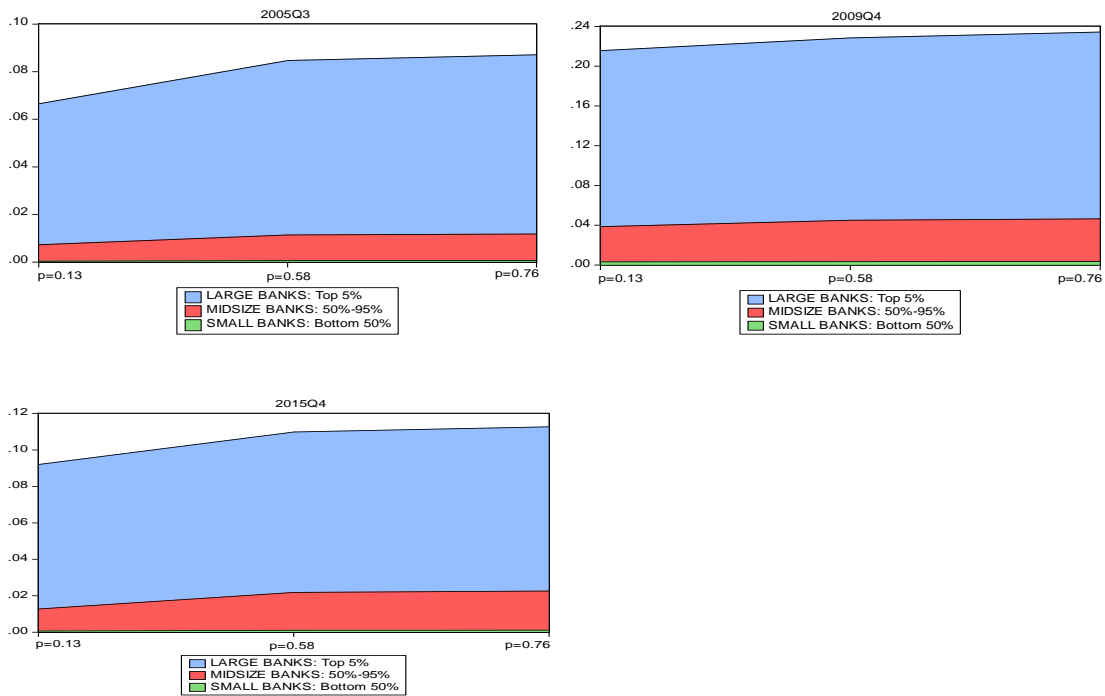 2005Q3
.10
.08
.06
.04
.02
.00
p=0.13 p=0.58 p=0.76
LARGE BANKS: Top 5%
MIDSIZE BANKS: 50%-95%
SMALL BANKS: Bottom 50%
2009Q4
.24
.20
.16
.12
.08
.04
.00
p=0.13 p=0.58 p=0.76
LARGE BANKS: Top 5%
MIDSIZE BANKS: 50%-95%
SMALL BANKS: Bottom 50%
2015Q4
.12
.10
.08
.06
.04
.02
.00
p=0.13 p=0.58 p=0.76
LARGE BANKS: Top 5%
MIDSIZE BANKS: 50%-95%
SMALL BANKS: Bottom 50%